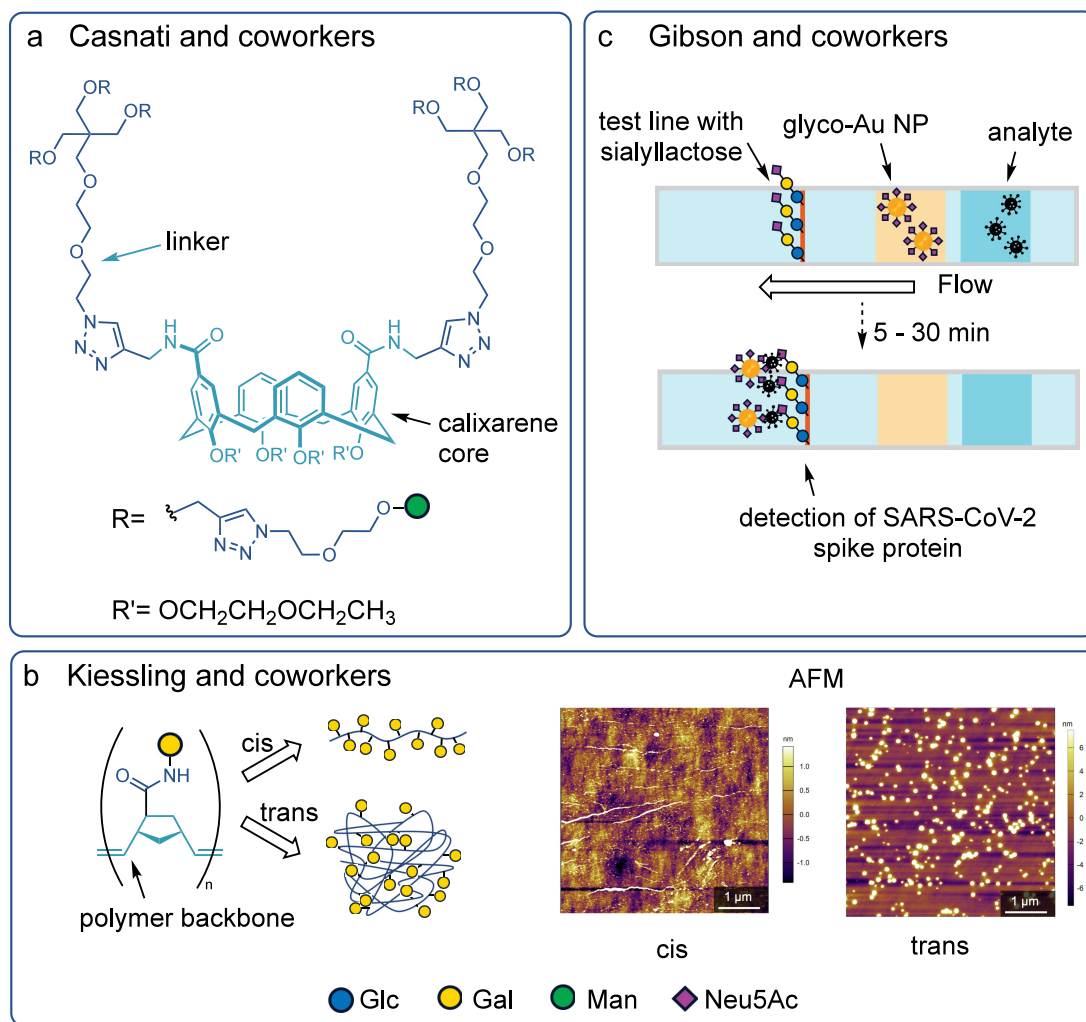 a Casnati and coworkers
OR
RO
OR
OR
O
O
linker
N
N
N
H
N
O
RO
OR
RO
OR
O
O
N
N
N
H
N
O
calixarene
core
OR'
OR'
OR'
R'O
R=
O
N
N
N
O
R'= OCH2CH2OCH2CH3
c Gibson and coworkers
test line with
sialyllactose
glyco-Au NP
analyte
Flow
5 - 30 min
detection of SARS-CoV-2
spike protein
b Kiessling and coworkers
O
NH
n
polymer backbone
cis
trans
AFM
nm
1.0
0.5
0.0
-0.5
-1.0
1 µm
cis
nm
6
4
2
0
-2
-4
-6
1 µm
trans
Glc
Gal
Man
Neu5Ac